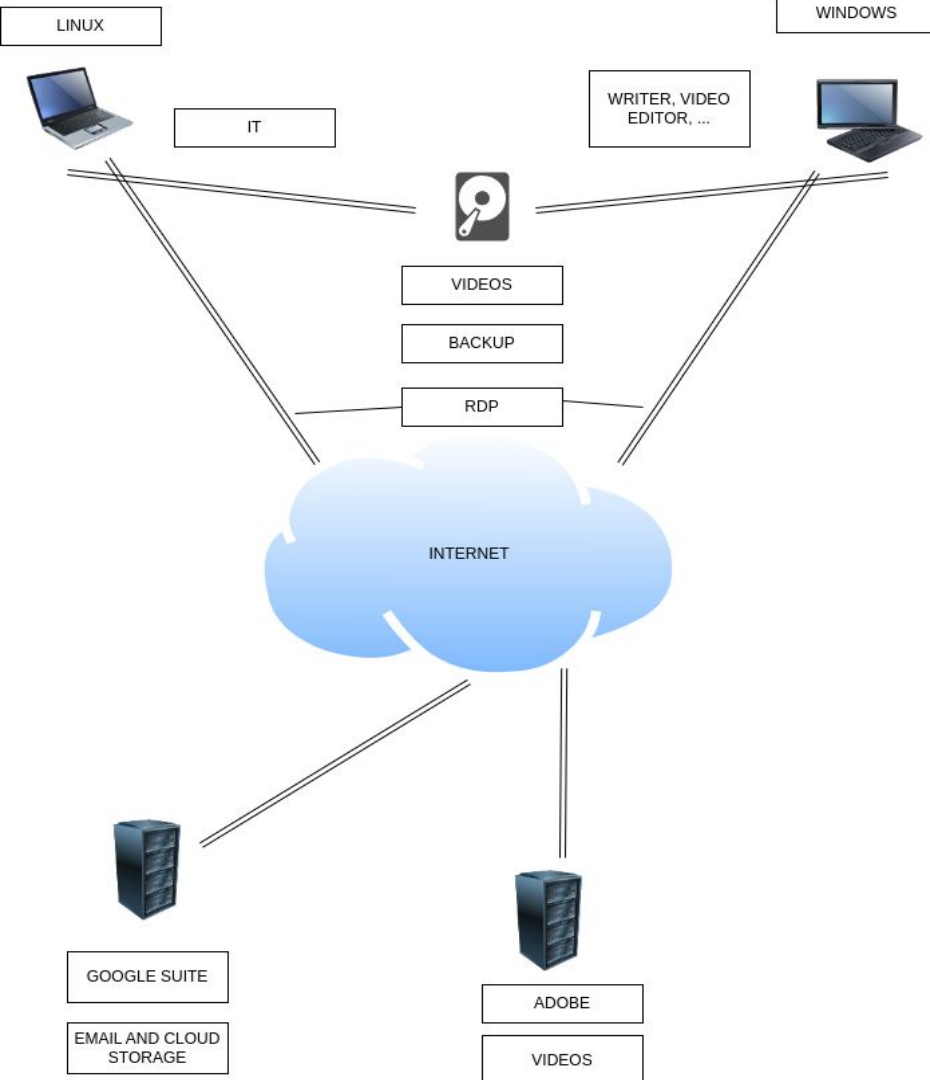 LINUX
WINDOWS
IT
WRITER, VIDEO
EDITOR, ...
VIDEOS
BACKUP
RDP
INTERNET
GOOGLE SUITE
EMAIL AND CLOUD
STORAGE
ADOBE
VIDEOS